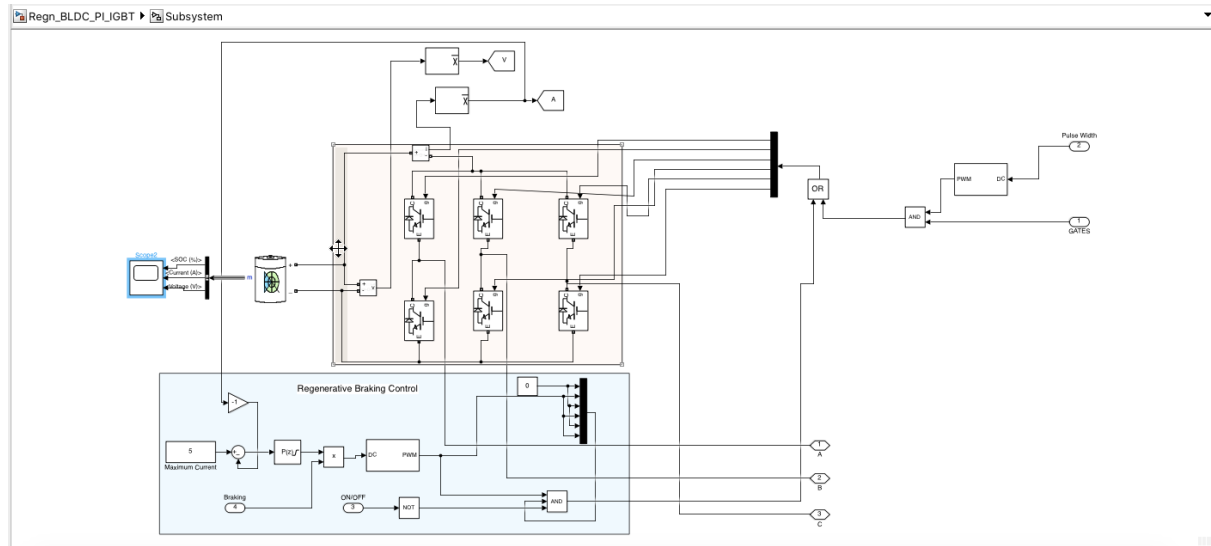 Regn_BLDC_PI_IGBT Subsystem
V
A
Pulse Width
2
PWM DC
OR
AND
1
GATES
Scope2
<SOC (%)>
<Current (A)>
<Voltage (V)>
m
+
–
+ -
+ - v
C g E
C g E
C g E
C g E
C g E
C g E
Regenerative Braking Control
0
-1
5
Maximum Current
P(z)
x
DC PWM
Braking
4
ON/OFF
3
NOT
AND
1
A
2
B
3
C